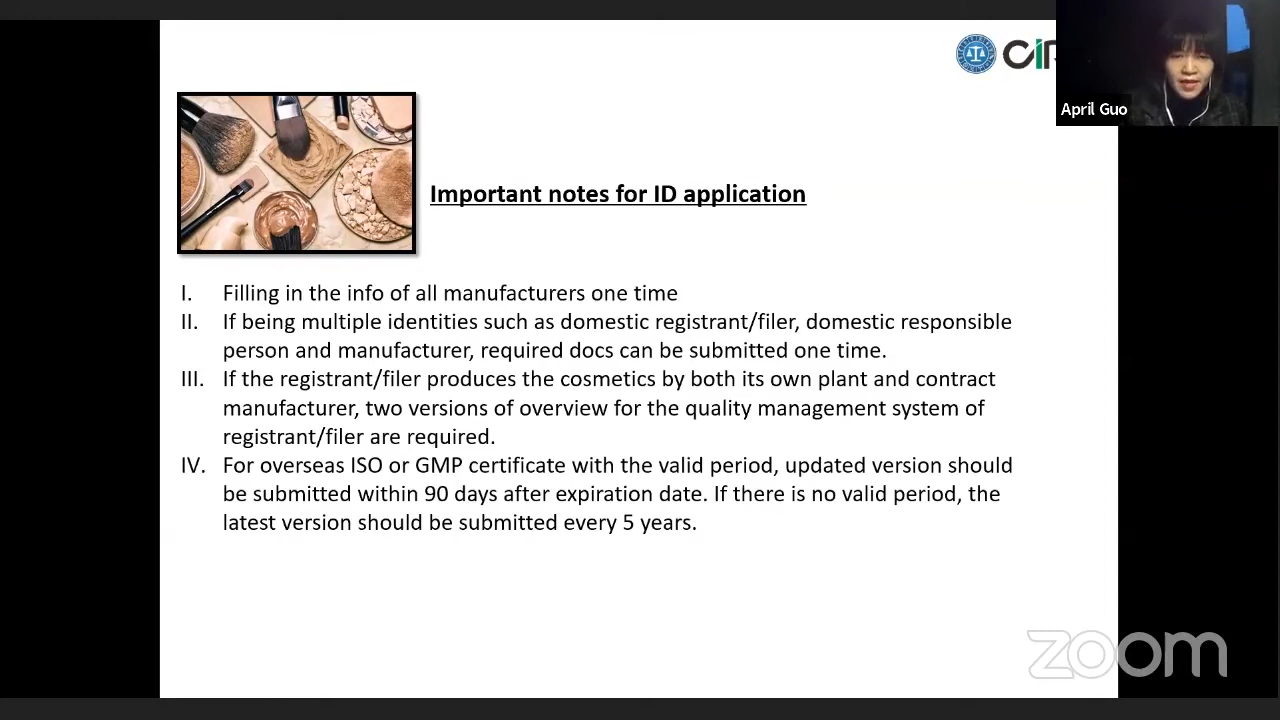 April Guo
Important notes for ID application
I. Filling in the info of all manufacturers one time
II. If being multiple identities such as domestic registrant/filer, domestic responsible
person and manufacturer, required docs can be submitted one time.
III. If the registrant/filer produces the cosmetics by both its own plant and contract
manufacturer, two versions of overview for the quality management system of
registrant/filer are required.
IV. For overseas ISO or GMP certificate with the valid period, updated version should
be submitted within 90 days after expiration date. If there is no valid period, the
latest version should be submitted every 5 years.
zoom